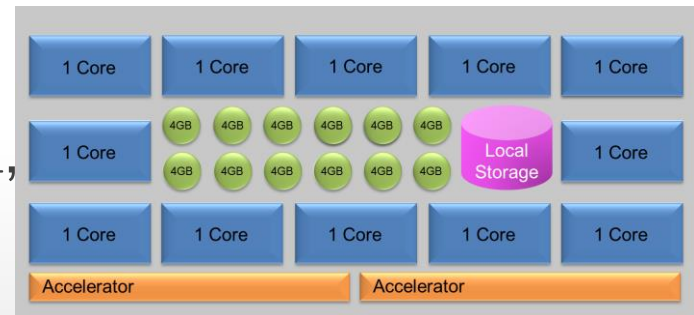 1 Core 1 Core 1 Core 1 Core 1 Core
4GB 4GB 4GB 4GB 4GB 4GB
1 Core Local Storage 1 Core
4GB 4GB 4GB 4GB 4GB 4GB
1 Core 1 Core 1 Core 1 Core 1 Core
Accelerator Accelerator